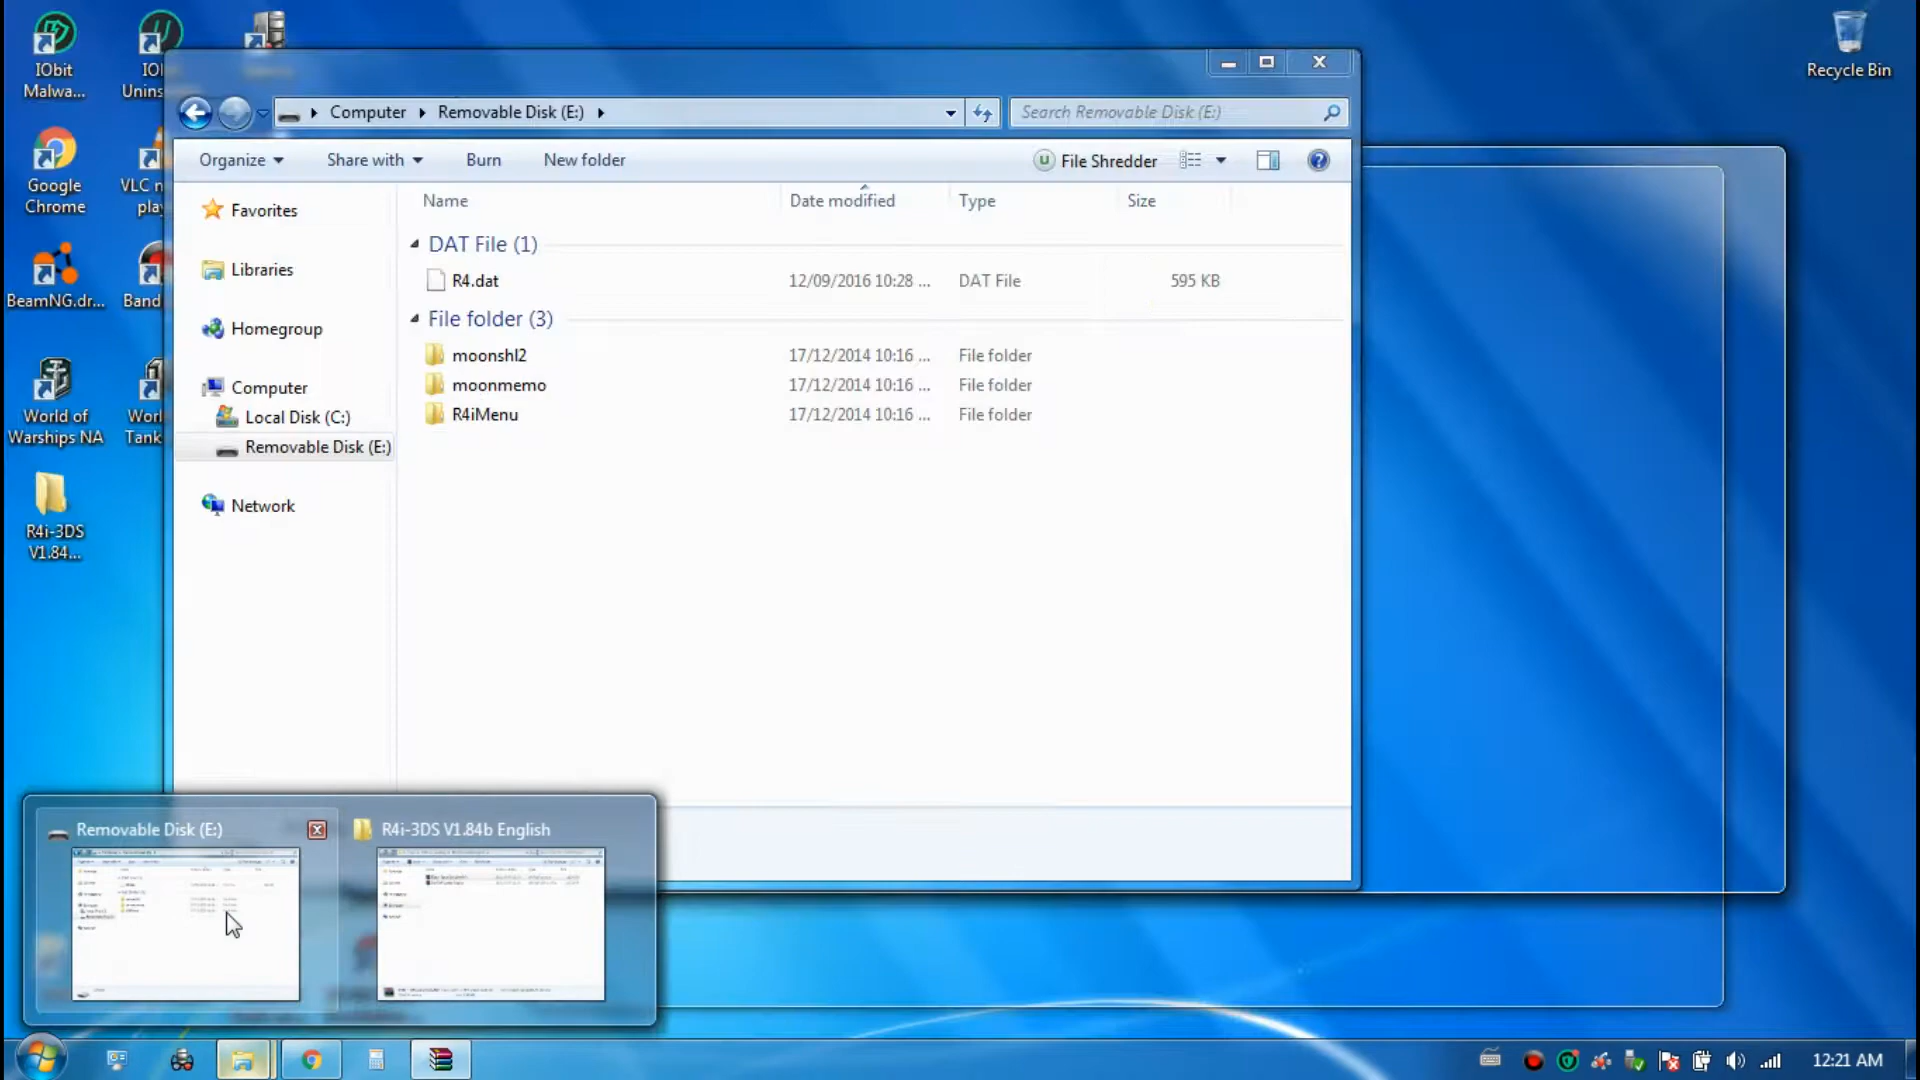 IObit
Malwa...
IO
Unins
Google
Chrome
VLC
play
BeamNG.dr...
Band
World of
Warships NA
Worl
Tank
R4i-3DS
V1.84...
Recycle Bin
Computer
Removable Disk (E:)
Search Removable Disk (E:)
Organize
Share with
Burn
New folder
File Shredder
Favorites
Libraries
Homegroup
Computer
Local Disk (C:)
Removable Disk (E:)
Network
Name
Date modified
Type
Size
DAT File (1)
R4.dat
12/09/2016 10:28 ...
DAT File
595 KB
File folder (3)
moonshl2
17/12/2014 10:16 ...
File folder
moonmemo
17/12/2014 10:16 ...
File folder
R4iMenu
17/12/2014 10:16 ...
File folder
Removable Disk (E:)
R4i-3DS V1.84b English
12:21 AM